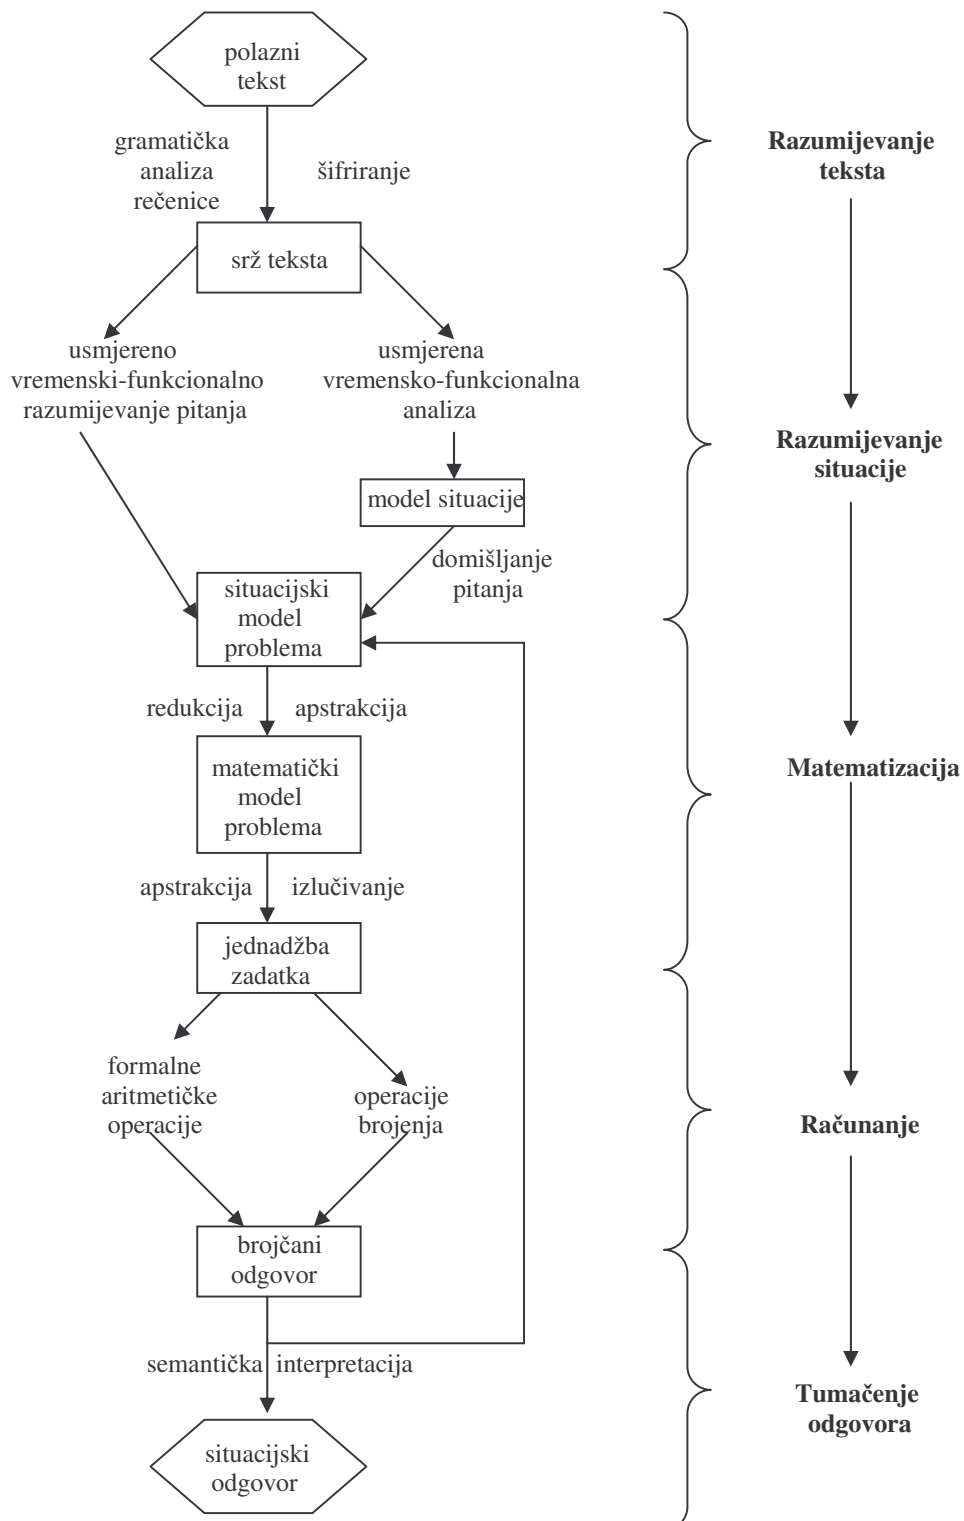 polazni
tekst
gramatička
analiza
rečenice
šifriranje
Razumijevanje
teksta
srž teksta
usmjereno
vremenski-funkcionalno
razumijevanje pitanja
usmjerena
vremensko-funkcionalna
analiza
Razumijevanje
situacije
model situacije
domišljanje
pitanja
situacijski
model
problema
redukcija
apstrakcija
matematički
model
problema
Matematizacija
apstrakcija
izlučivanje
jednadžba
zadatka
formalne
aritmetičke
operacije
operacije
brojenja
Računanje
brojčani
odgovor
semantička
interpretacija
Tumačenje
odgovora
situacijski
odgovor